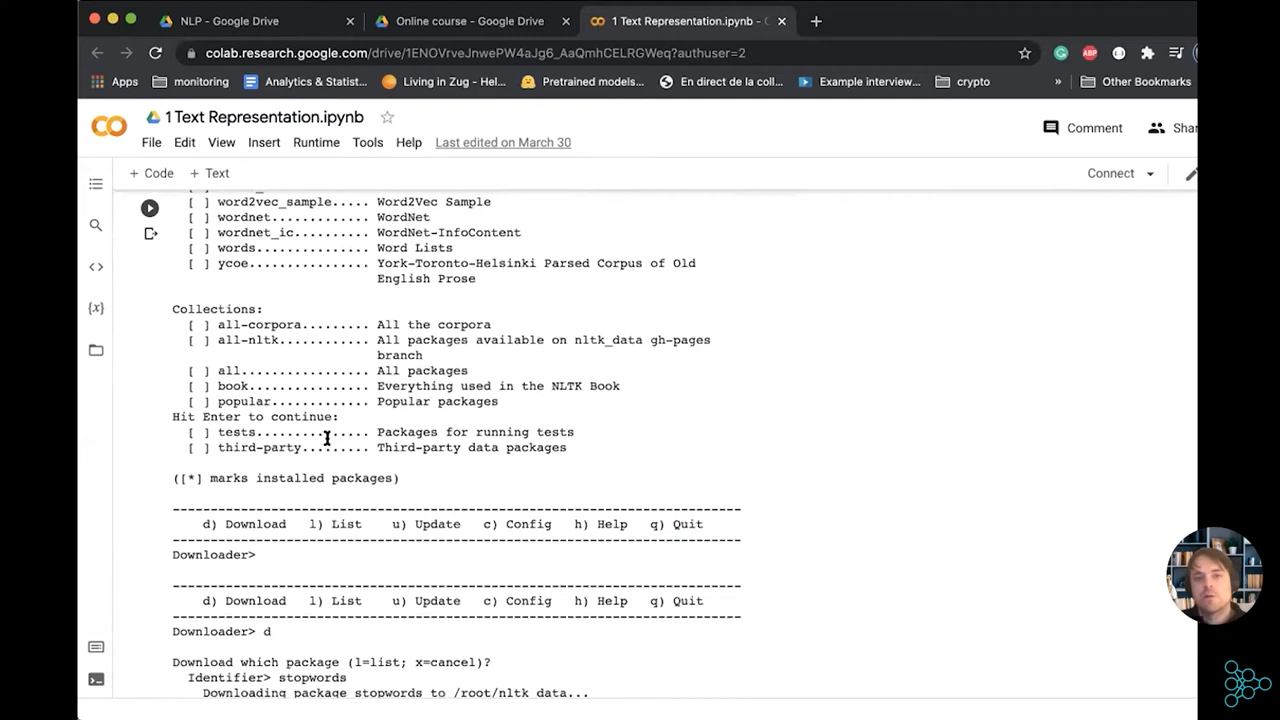 NLP - Google Drive
Online course - Google Drive
1 Text Representation.ipynb - C
colab.research.google.com/drive/1ENOVrveJnwePW4aJg6_AaQmhCELRGWeq?authuser=2
ABP
Apps
monitoring
Analytics & Statist...
Living in Zug - Hel...
Pretrained models...
En direct de la coll...
Example interview...
crypto
»
Other Bookmarks
1 Text Representation.ipynb
File Edit View Insert Runtime Tools Help Last edited on March 30
Comment
Shar
+ Code + Text
Connect
[ ] word2vec_sample..... Word2Vec Sample
[ ] wordnet............. WordNet
[ ] wordnet_ic.......... WordNet-InfoContent
[ ] words............... Word Lists
[ ] ycoe................ York-Toronto-Helsinki Parsed Corpus of Old
English Prose
Collections:
[ ] all-corpora......... All the corpora
[ ] all-nltk............ All packages available on nltk_data gh-pages
branch
[ ] all................. All packages
[ ] book................ Everything used in the NLTK Book
[ ] popular............. Popular packages
Hit Enter to continue:
[ ] tests............... Packages for running tests
[ ] third-party......... Third-party data packages
([*] marks installed packages)
---------------------------------------------------------------------------
d) Download l) List u) Update c) Config h) Help q) Quit
---------------------------------------------------------------------------
Downloader>
---------------------------------------------------------------------------
d) Download l) List u) Update c) Config h) Help q) Quit
---------------------------------------------------------------------------
Downloader> d
Download which package (l=list; x=cancel)?
Identifier> stopwords
Downloading package stopwords to /root/nltk_data...